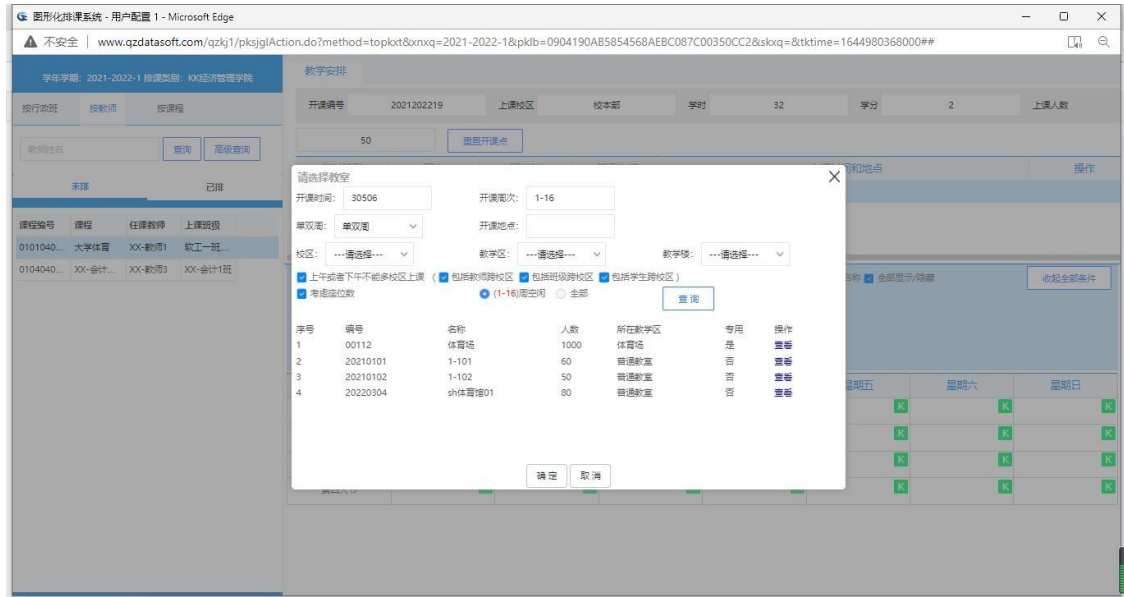 图形化排课系统 - 用户配置 1 - Microsoft Edge
不安全 | www.qzdatasoft.com/qzkj1/pksjglAction.do?method=topkxt&xnxq=2021-2022-1&pklb=0904190AB5854568AEBC087C00350CC2&skxq=&tktime=1644980368000##
学年学期: 2021-2022-1 排课类别: KK经济管理学院
教学安排
按行政班 按教师 按课程
开课编号 2021202219 上课校区 校本部 学时 32 学分 2 上课人数
教师姓名 查询 高级查询
50 重置开课点
间和地点 操作
未排 已排
课程编号 课程 任课教师 上课班级
0101040... 大学体育 XX-教师1 软工一班,...
0104040... XX-会计... XX-教师3 XX-会计1班
请选择教室
开课时间: 30506 开课周次: 1-16
单双周: 单双周 开课地点:
校区: ---请选择--- 教学区: ---请选择--- 教学楼: ---请选择---
上午或者下午不能多校区上课 ( 包括教师跨校区 包括班级跨校区 包括学生跨校区 )
考虑座位数 (1-16)周空闲 全部 查 询
序号 编号 名称 人数 所在教学区 专用 操作
1 00112 体育场 1000 体育场 是 查看
2 20210101 1-101 60 普通教室 否 查看
3 20210102 1-102 50 普通教室 否 查看
4 20220304 sh体育馆01 80 普通教室 否 查看
确 定 取 消
名称 全部显示/隐藏 收起全部条件
星期五 星期六 星期日
K K K
K K K
K K K
K K K